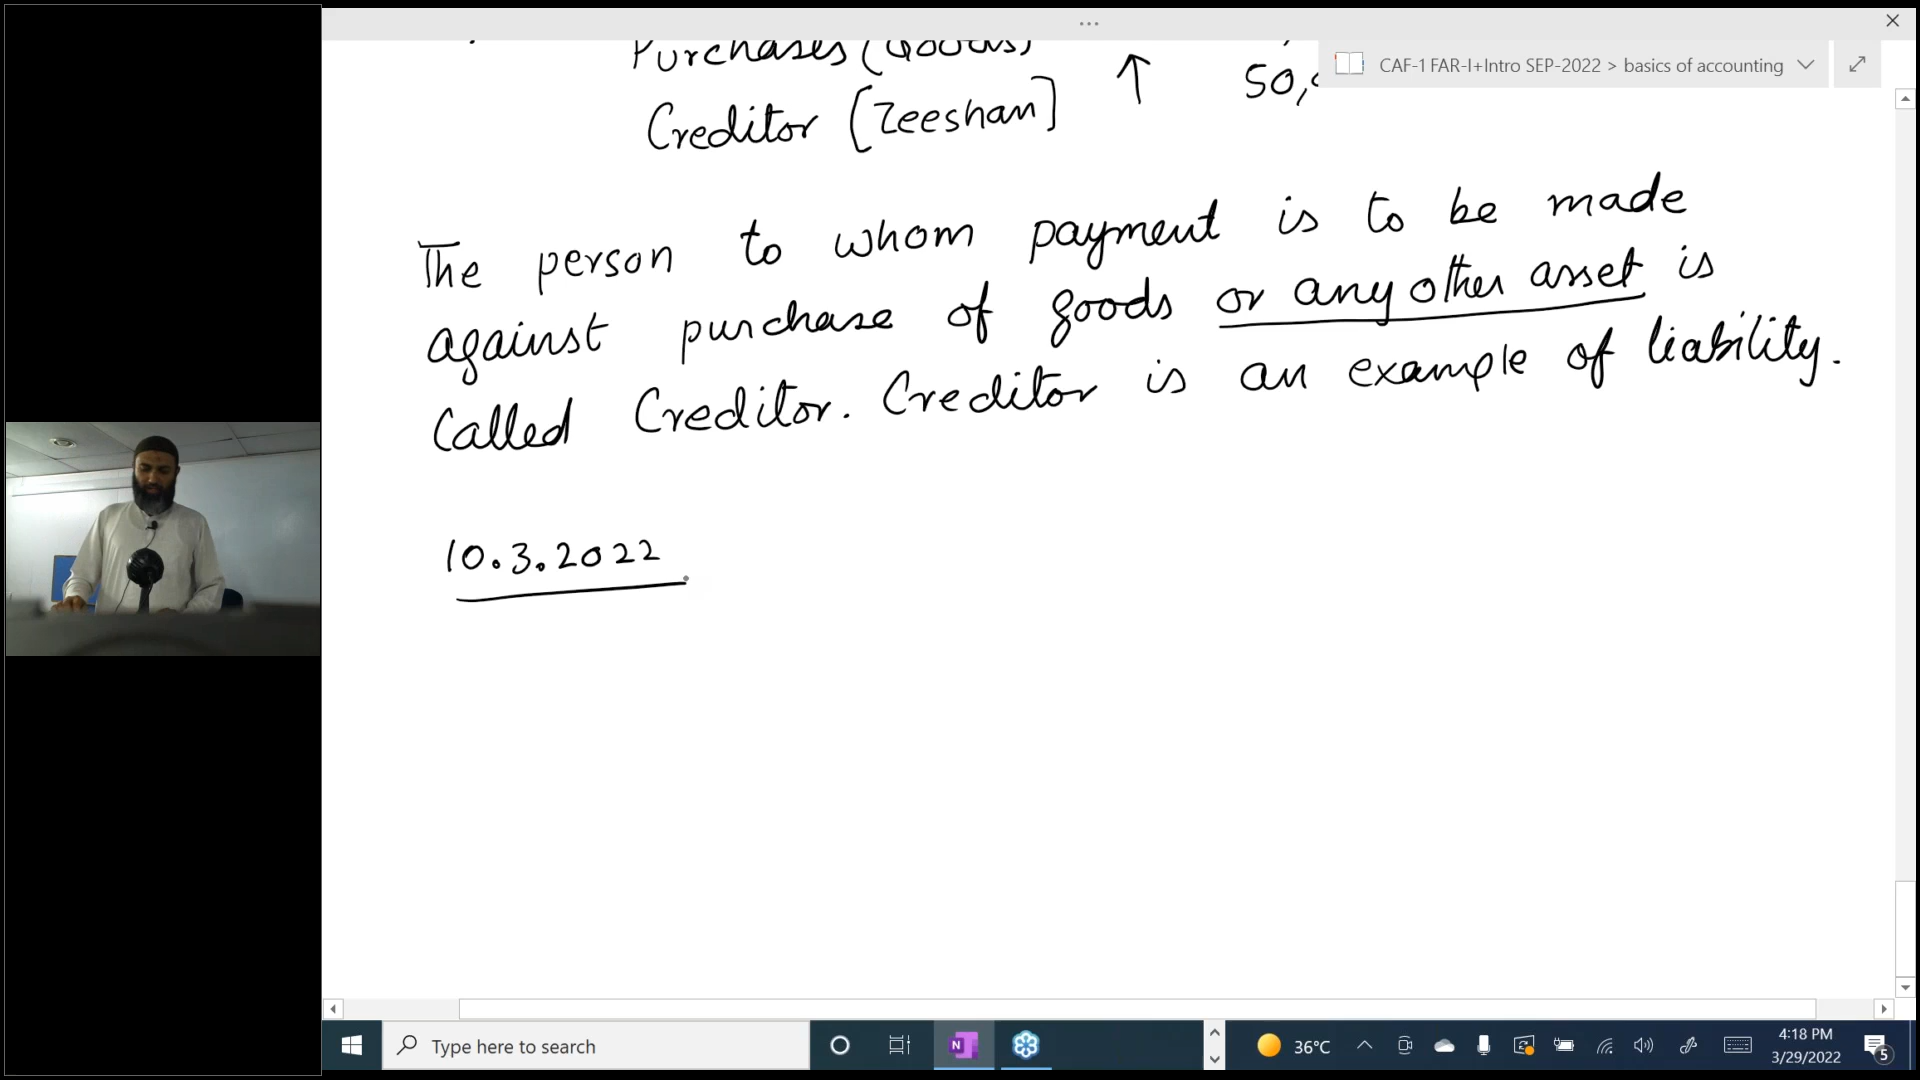 ...
Purchases (Goods)
50,
CAF-1 FAR-I+Intro SEP-2022 > basics of accounting
Creditor [Zeeshan] ↑
The person to whom payment is to be made
against purchase of goods or any other asset is
Called Creditor. Creditor is an example of liability.
10.3.2022
Type here to search
N
36°C
4:18 PM
3/29/2022
5